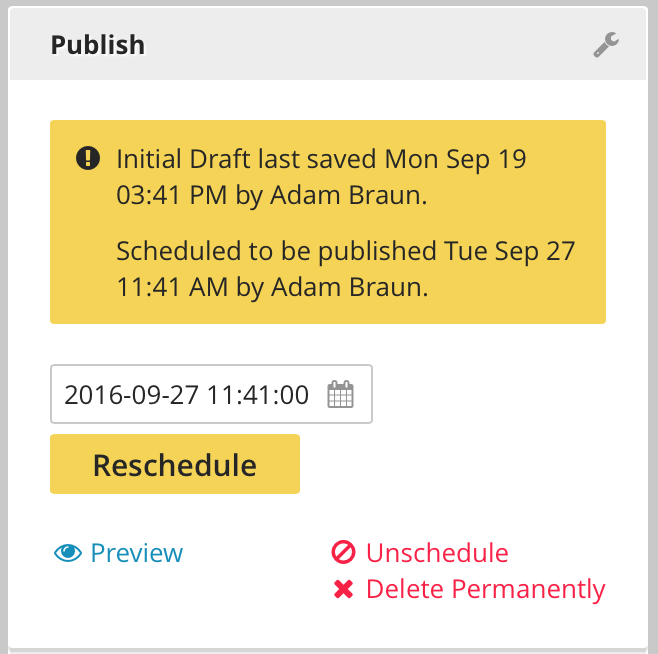 Publish
Initial Draft last saved Mon Sep 19
03:41 PM by Adam Braun.
Scheduled to be published Tue Sep 27
11:41 AM by Adam Braun.
2016-09-27 11:41:00
Reschedule
Preview
Unschedule
Delete Permanently